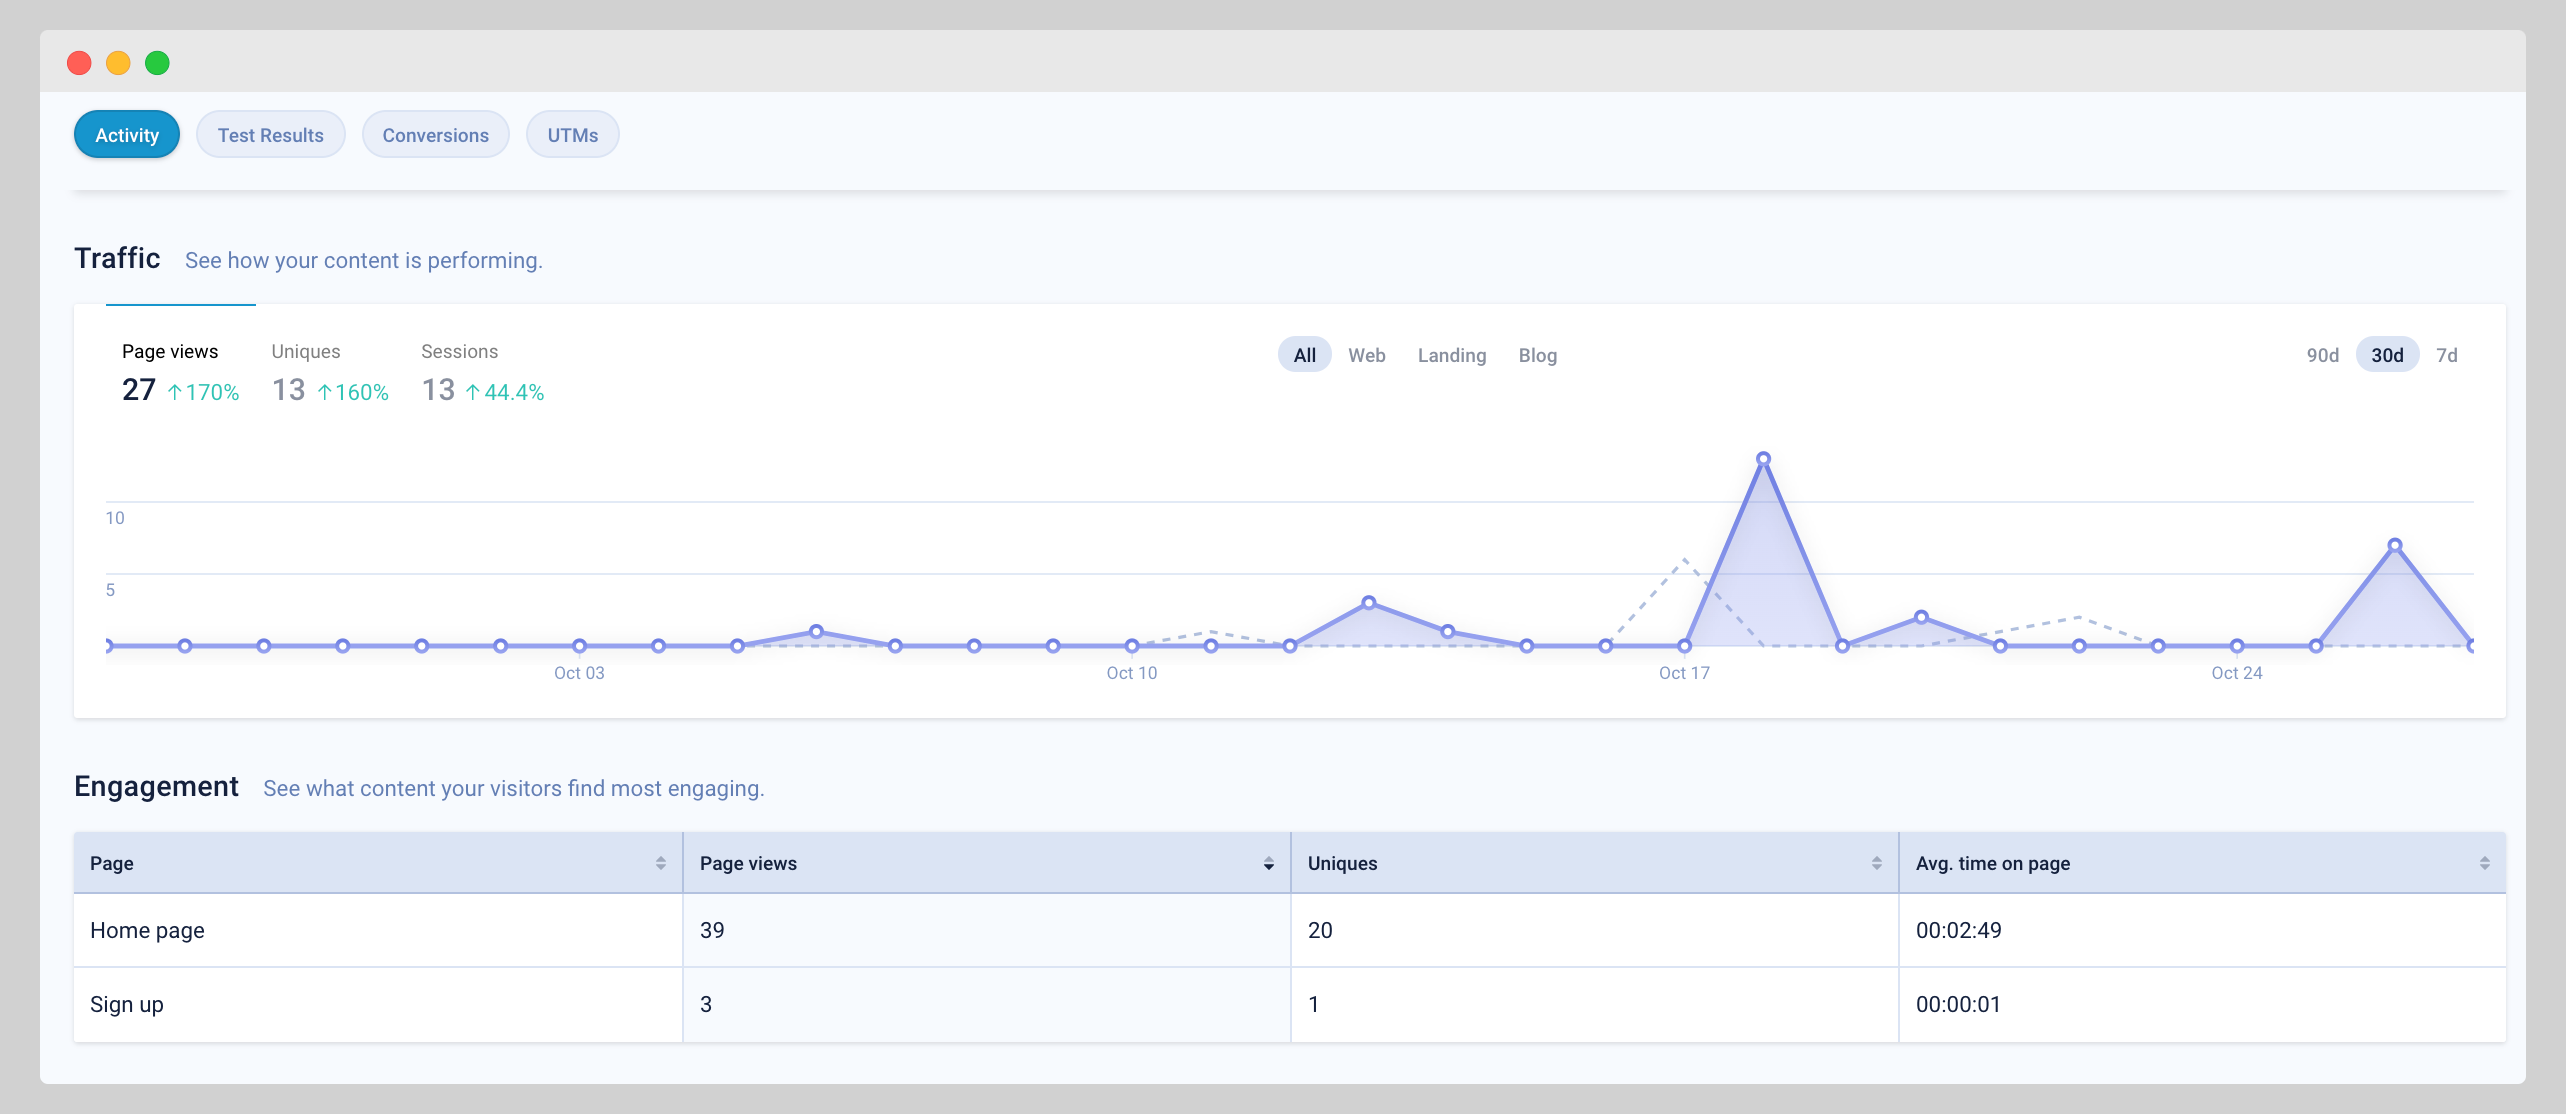 Activity Test Results Conversions UTMs
Traffic See how your content is performing.
Page views Uniques Sessions All Web Landing Blog 90d 30d 7d
27 ↑170% 13 ↑160% 13 ↑44.4%
10
5
Oct 03 Oct 10 Oct 17 Oct 24
Engagement See what content your visitors find most engaging.
Page Page views Uniques Avg. time on page
Home page 39 20 00:02:49
Sign up 3 1 00:00:01